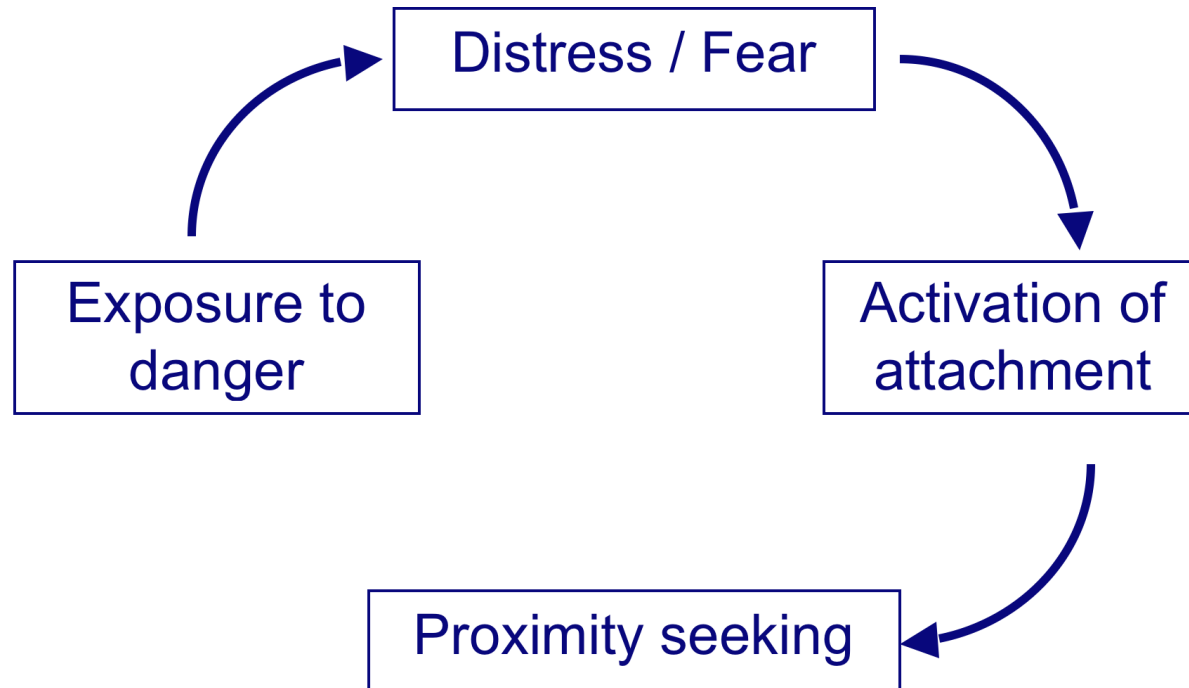 Distress / Fear
Exposure to
danger
Activation of
attachment
Proximity seeking